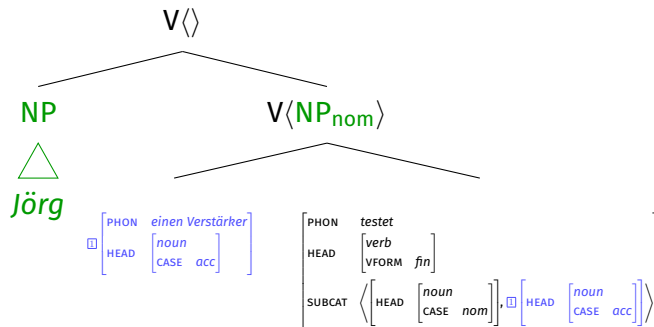 V⟨⟩
NP V⟨NP_nom⟩
Jörg
PHON einen Verstärker
1 HEAD noun
CASE acc
PHON testet
HEAD verb
VFORM fin
SUBCAT ⟨[HEAD [noun CASE nom]], 1 [HEAD [noun CASE acc]]⟩